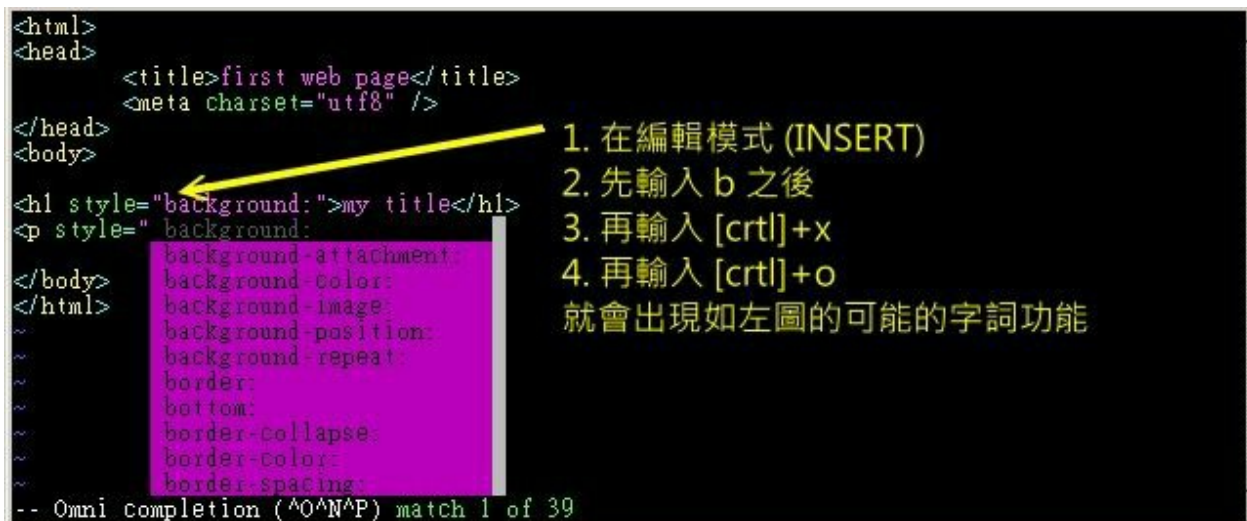 <html>
<head>
<title>first web page</title>
<meta charset="utf8" />
</head>
<body>
<h1 style="background:">my title</h1>
<p style=" background:
background-attachment:
</body> background-color:
</html> background-image:
~ background-position:
~ background-repeat:
~ border:
~ bottom:
~ border-collapse:
~ border-color:
~ border-spacing:
-- Omni completion (^O^N^P) match 1 of 39
1. 在編輯模式 (INSERT)
2. 先輸入 b 之後
3. 再輸入 [crtl]+x
4. 再輸入 [crtl]+o
就會出現如左圖的可能的字詞功能